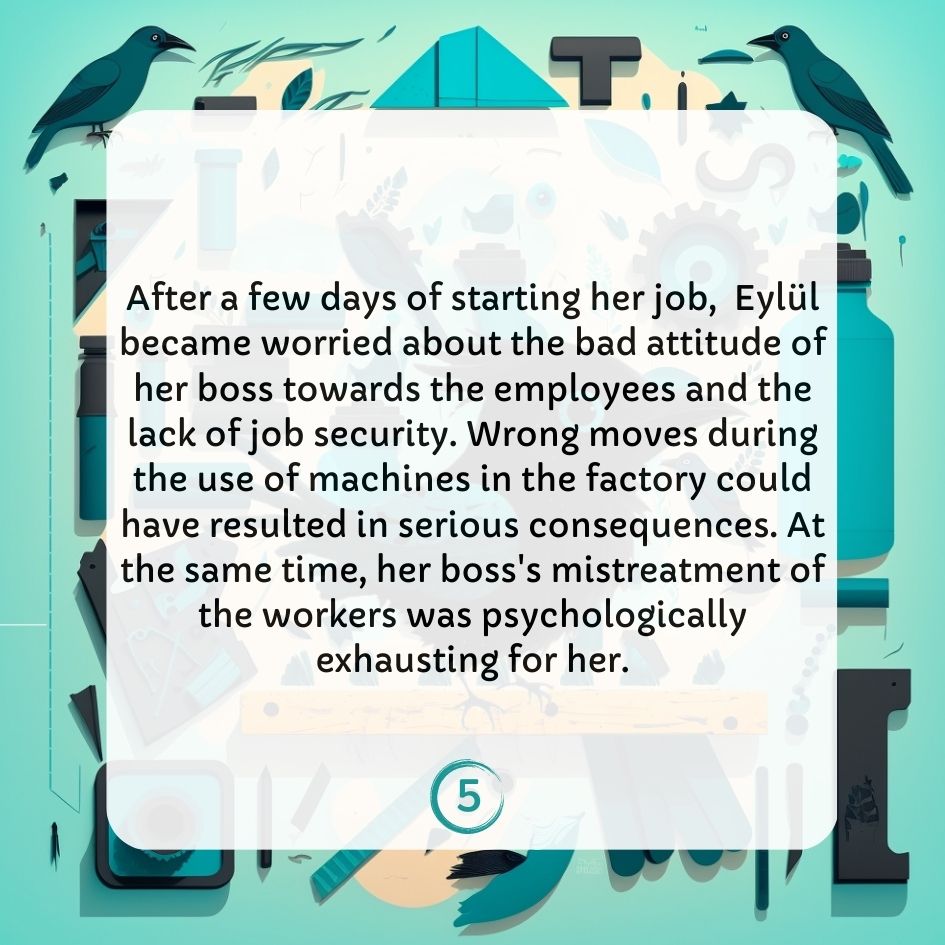 After a few days of starting her job,  Eylül
became worried about the bad attitude of
her boss towards the employees and the
lack of job security. Wrong moves during
the use of machines in the factory could
have resulted in serious consequences. At
the same time, her boss's mistreatment of
the workers was psychologically
exhausting for her.
5